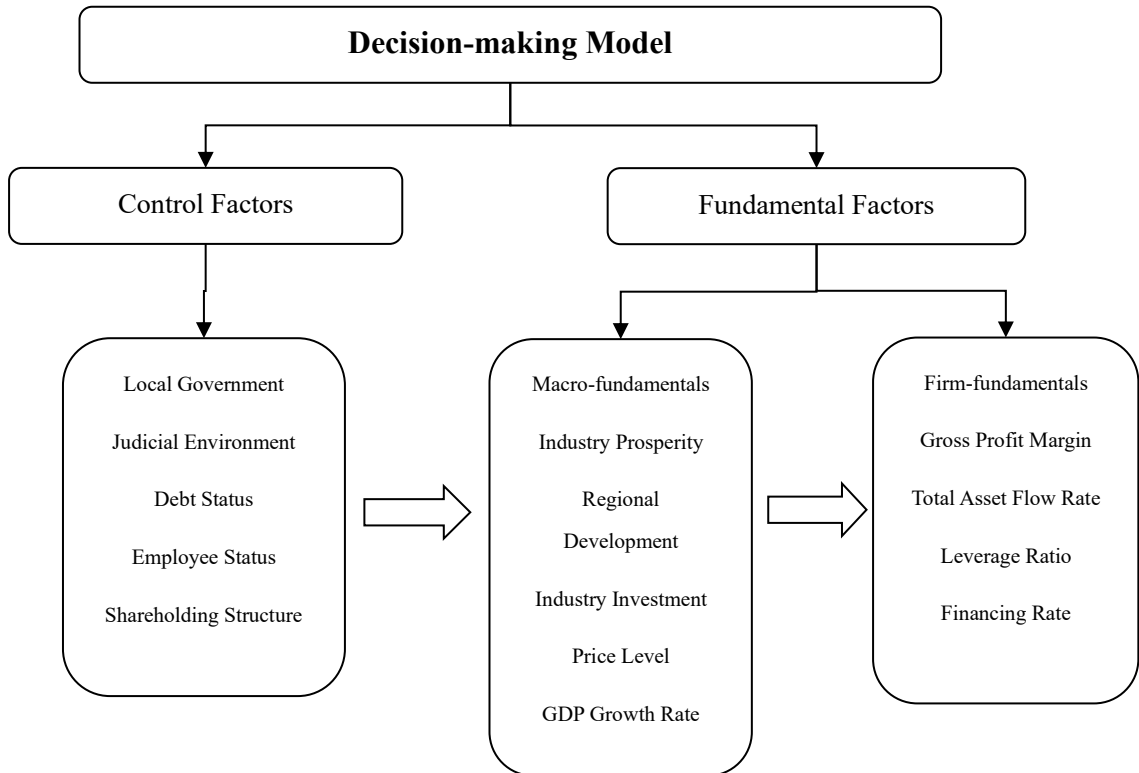 Decision-making Model
Control Factors
Fundamental Factors
Local Government
Judicial Environment
Debt Status
Employee Status
Shareholding Structure
Macro-fundamentals
Industry Prosperity
Regional
Development
Industry Investment
Price Level
GDP Growth Rate
Firm-fundamentals
Gross Profit Margin
Total Asset Flow Rate
Leverage Ratio
Financing Rate